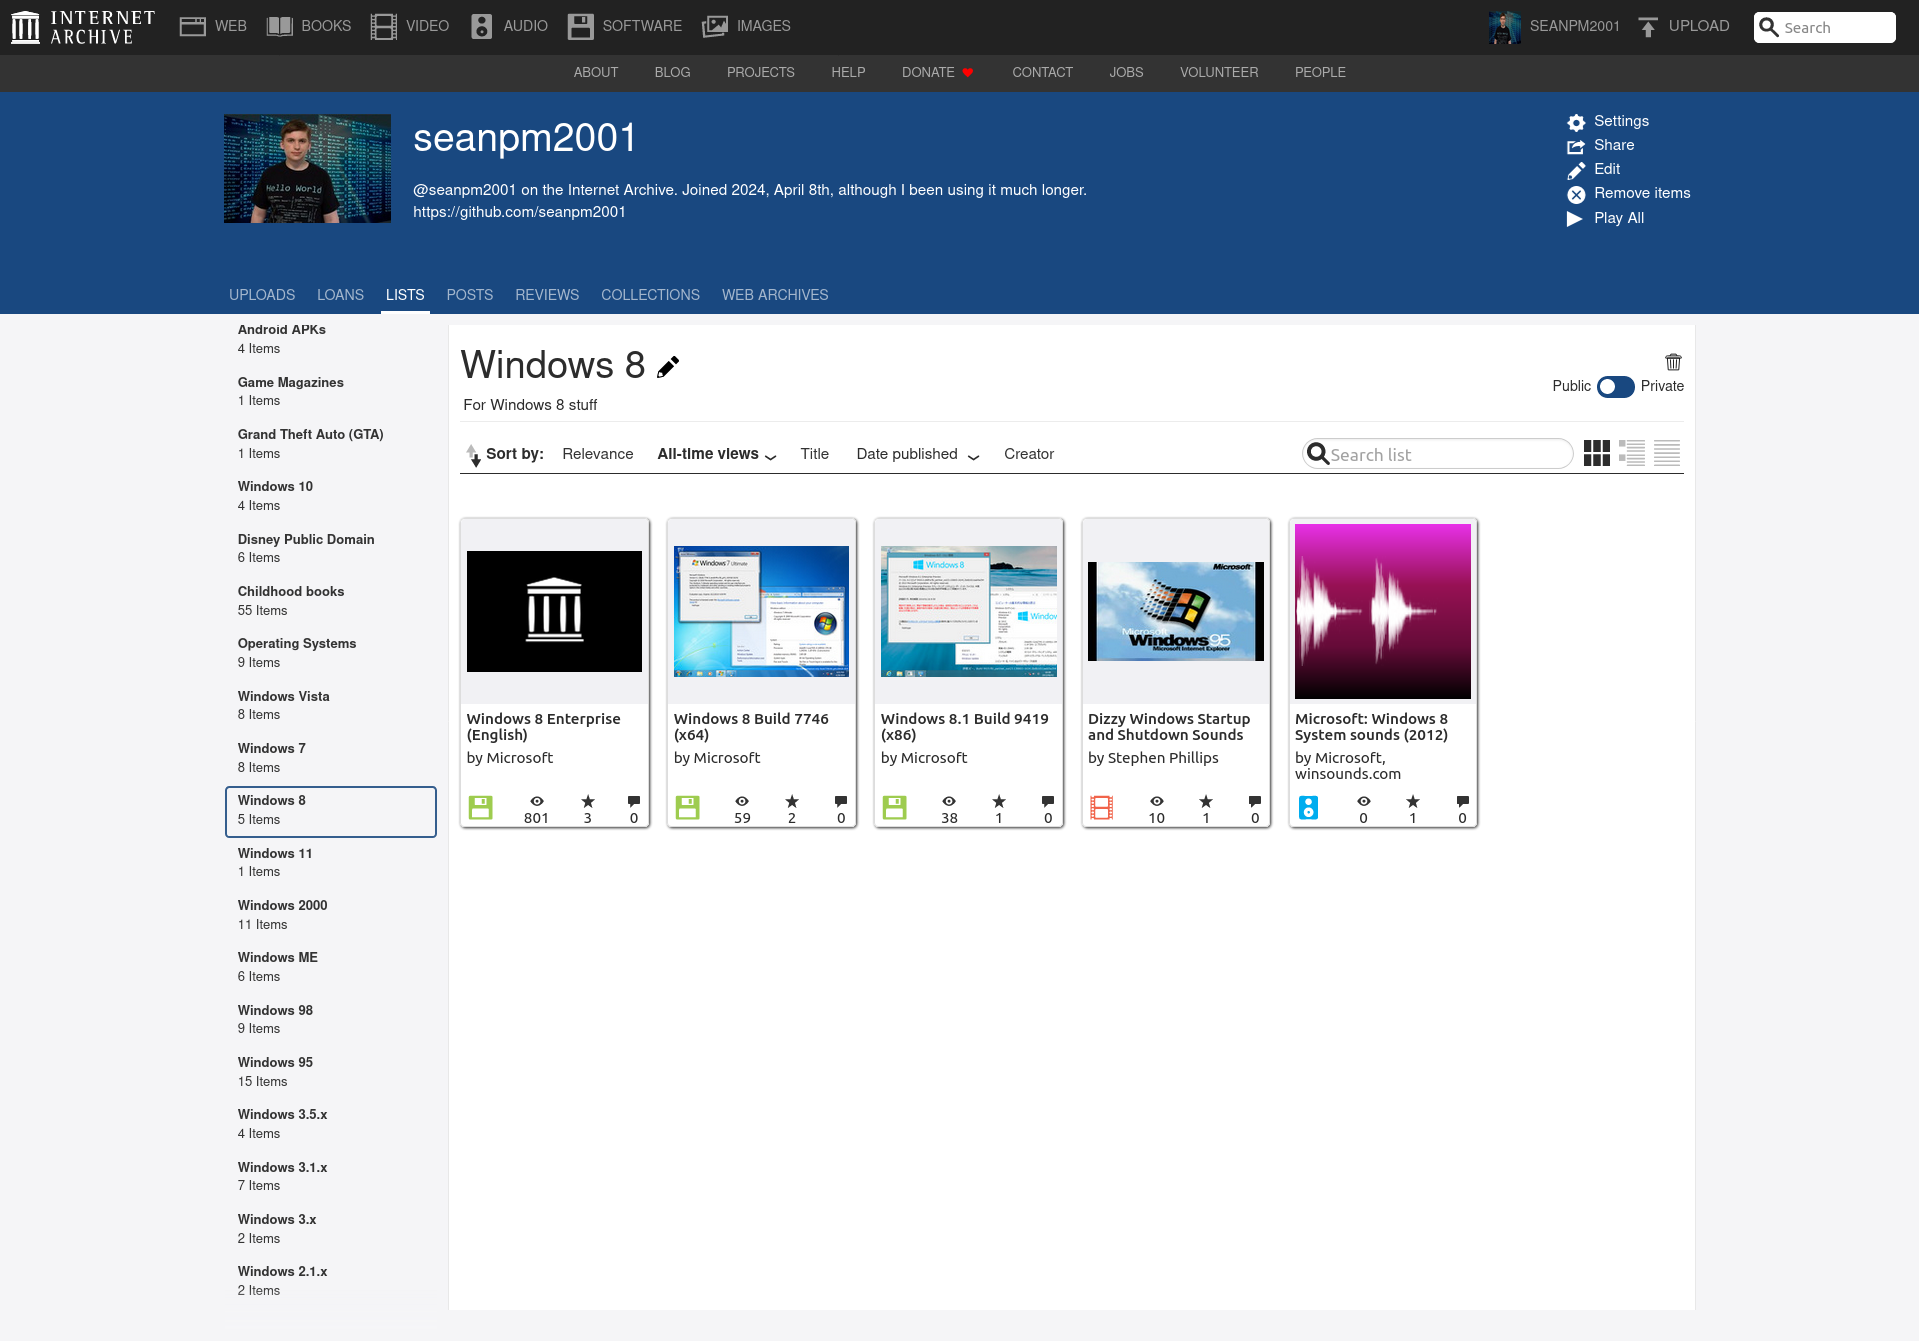 INTERNET ARCHIVE
WEB BOOKS VIDEO AUDIO SOFTWARE IMAGES
SEANPM2001 UPLOAD Search
ABOUT BLOG PROJECTS HELP DONATE CONTACT JOBS VOLUNTEER PEOPLE
Hello World
seanpm2001
@seanpm2001 on the Internet Archive. Joined 2024, April 8th, although I been using it much longer.
https://github.com/seanpm2001
Settings
Share
Edit
Remove items
Play All
UPLOADS LOANS LISTS POSTS REVIEWS COLLECTIONS WEB ARCHIVES
Android APKs
4 Items
Game Magazines
1 Items
Grand Theft Auto (GTA)
1 Items
Windows 10
4 Items
Disney Public Domain
6 Items
Childhood books
55 Items
Operating Systems
9 Items
Windows Vista
8 Items
Windows 7
8 Items
Windows 8
5 Items
Windows 11
1 Items
Windows 2000
11 Items
Windows ME
6 Items
Windows 98
9 Items
Windows 95
15 Items
Windows 3.5.x
4 Items
Windows 3.1.x
7 Items
Windows 3.x
2 Items
Windows 2.1.x
2 Items
Windows 8
For Windows 8 stuff
Public Private
Sort by: Relevance All-time views Title Date published Creator
Search list
Windows 7 Ultimate
Windows 8
Microsoft
Microsoft
Windows 95
Microsoft Internet Explorer
Windows 8 Enterprise
(English)
by Microsoft
801 3 0
Windows 8 Build 7746
(x64)
by Microsoft
59 2 0
Windows 8.1 Build 9419
(x86)
by Microsoft
38 1 0
Dizzy Windows Startup
and Shutdown Sounds
by Stephen Phillips
10 1 0
Microsoft: Windows 8
System sounds (2012)
by Microsoft,
winsounds.com
0 1 0